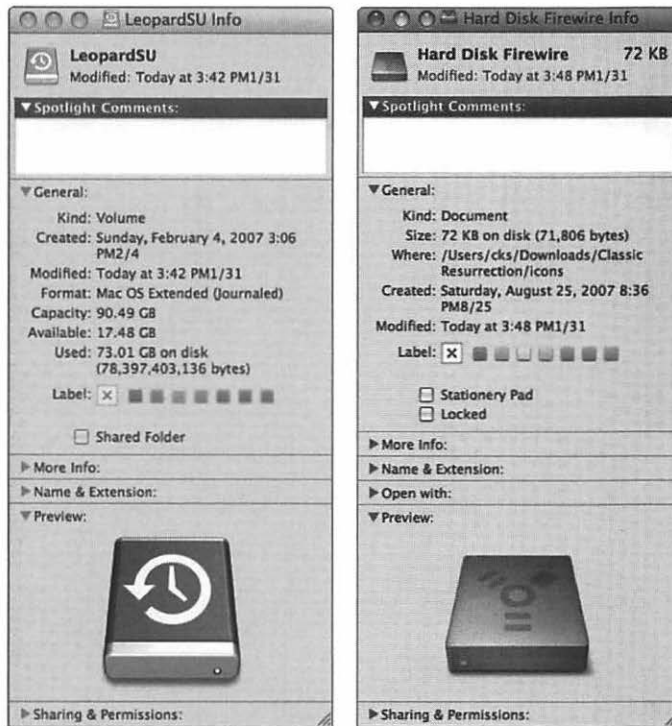 LeopardSU Info
LeopardSU
Modified: Today at 3:42 PM1/31
Spotlight Comments:
General:
Kind: Volume
Created: Sunday, February 4, 2007 3:06
PM2/4
Modified: Today at 3:42 PM1/31
Format: Mac OS Extended (Journaled)
Capacity: 90.49 GB
Available: 17.48 GB
Used: 73.01 GB on disk
(78,397,403,136 bytes)
Label:
Shared Folder
More Info:
Name & Extension:
Preview:
Sharing & Permissions:
Hard Disk Firewire Info
Hard Disk Firewire 72 KB
Modified: Today at 3:48 PM1/31
Spotlight Comments:
General:
Kind: Document
Size: 72 KB on disk (71,806 bytes)
Where: /Users/cks/Downloads/Classic
Resurrection/icons
Created: Saturday, August 25, 2007 8:36
PM8/25
Modified: Today at 3:48 PM1/31
Label:
Stationery Pad
Locked
More Info:
Name & Extension:
Open with:
Preview:
Sharing & Permissions: